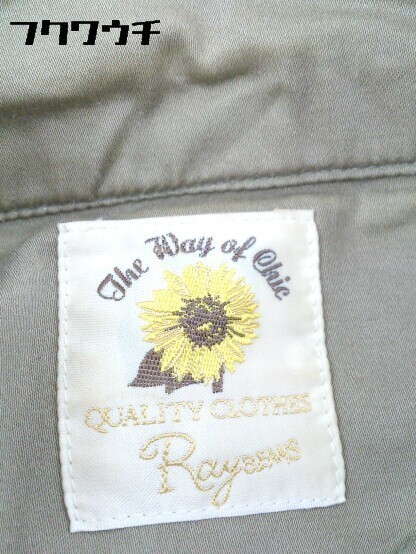 フクワウチ
The Way of Chic
QUALITY CLOTHES
Ray BEAMS